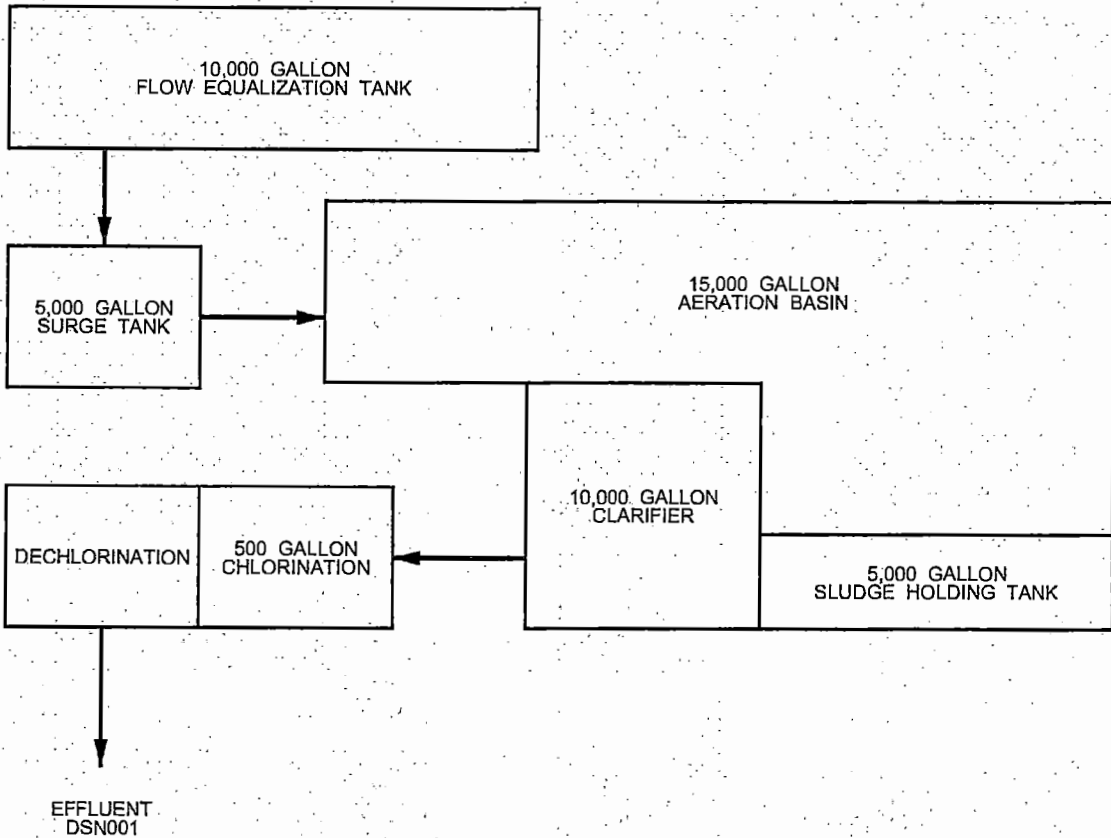 10,000 GALLON
FLOW EQUALIZATION TANK
5,000 GALLON
SURGE TANK
15,000 GALLON
AERATION BASIN
10,000 GALLON
CLARIFIER
DECHLORINATION
500 GALLON
CHLORINATION
5,000 GALLON
SLUDGE HOLDING TANK
EFFLUENT
DSN001